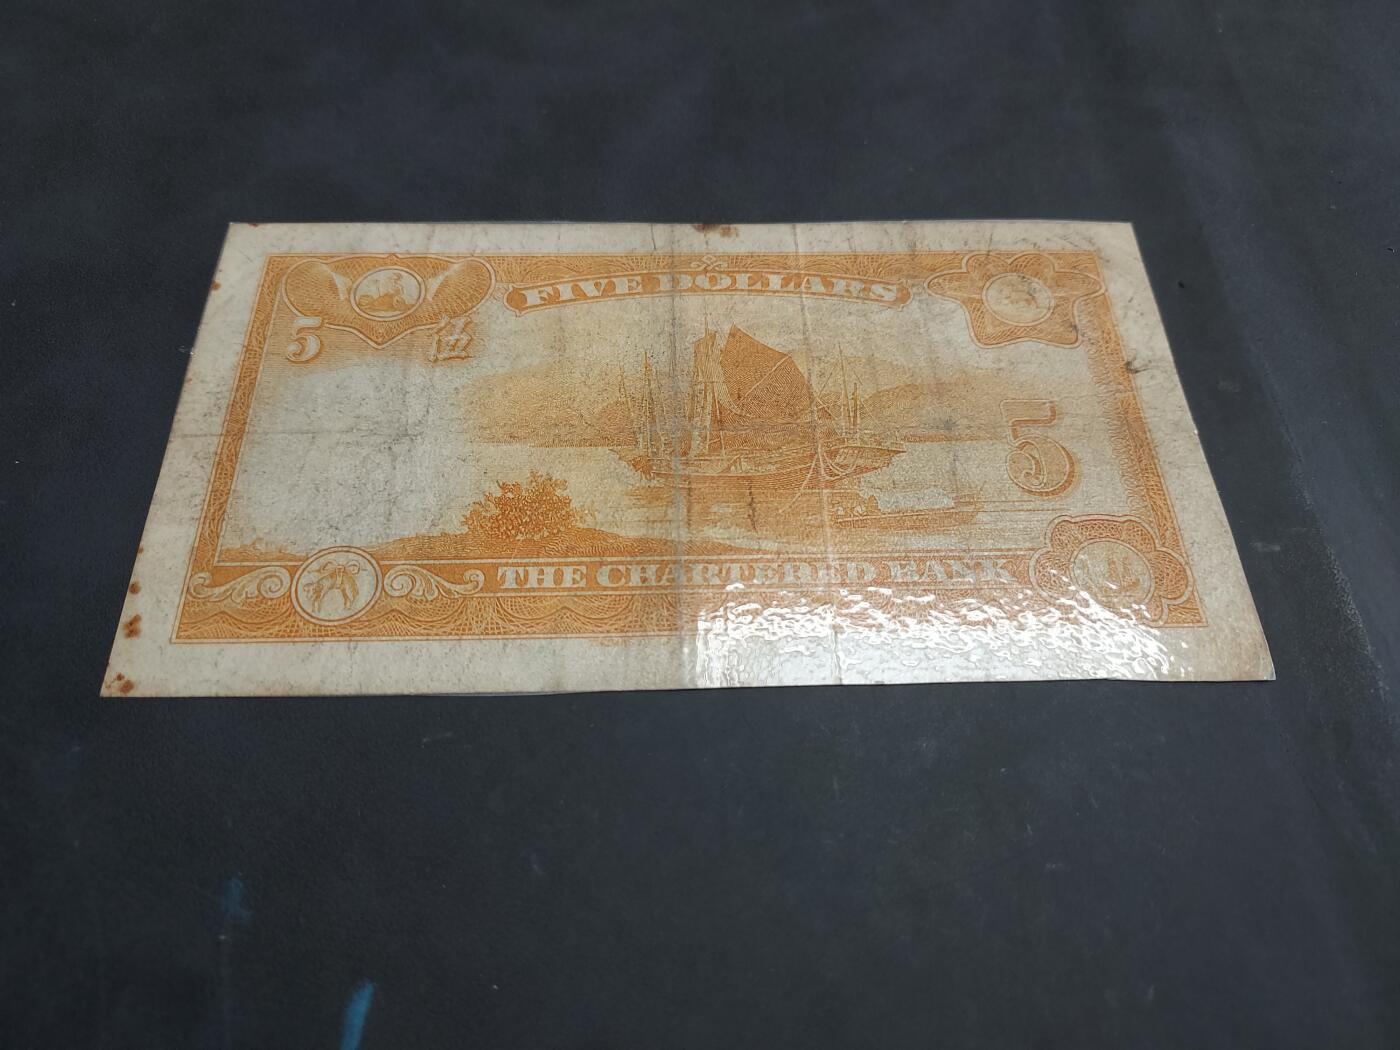 FIVE DOLLARS
5 伍
5
THE CHARTERED BANK